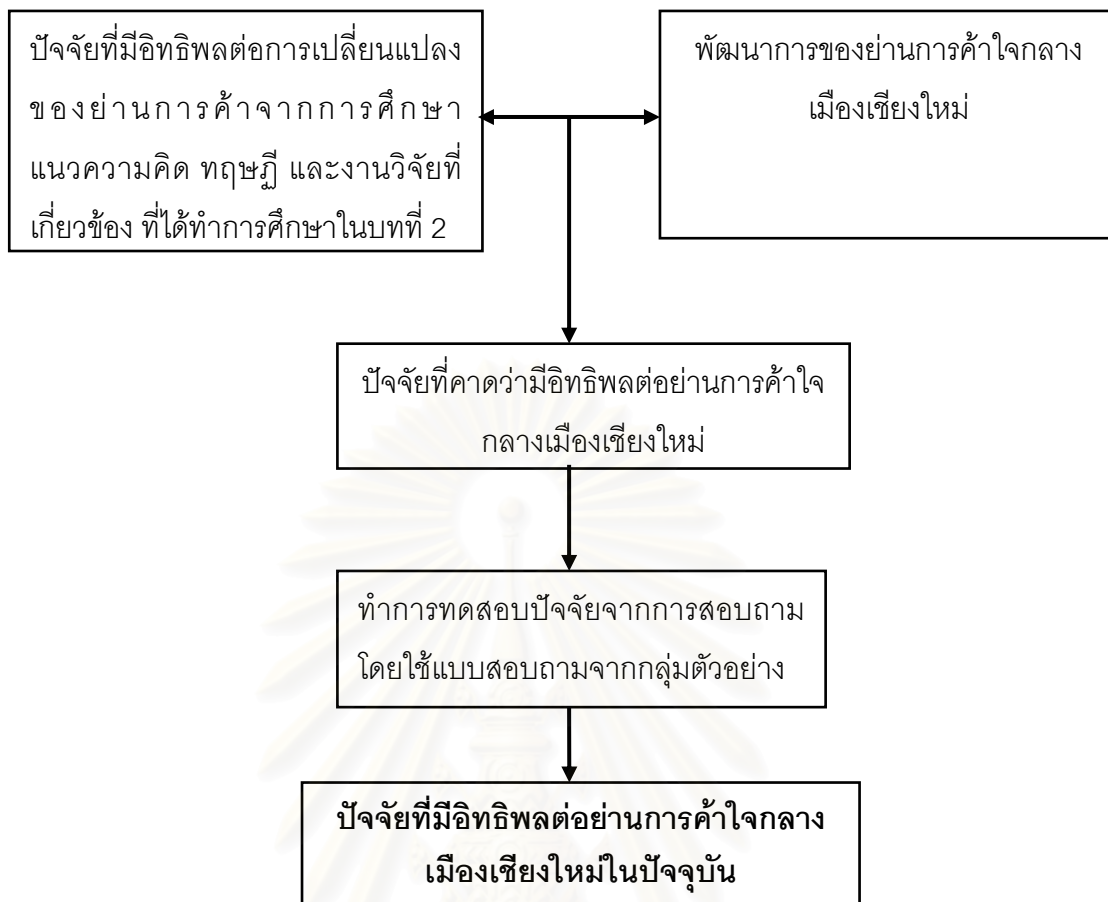 ปัจจัยที่มีอิทธิพลต่อการเปลี่ยนแปลง
ของย่านการค้าจากการศึกษา
แนวความคิด ทฤษฎี และงานวิจัยที่
เกี่ยวข้อง ที่ได้ทำการศึกษาในบทที่ 2
พัฒนาการของย่านการค้าใจกลาง
เมืองเชียงใหม่
ปัจจัยที่คาดว่ามีอิทธิพลต่อย่านการค้าใจ
กลางเมืองเชียงใหม่
ทำการทดสอบปัจจัยจากการสอบถาม
โดยใช้แบบสอบถามจากกลุ่มตัวอย่าง
ปัจจัยที่มีอิทธิพลต่อย่านการค้าใจกลาง
เมืองเชียงใหม่ในปัจจุบัน